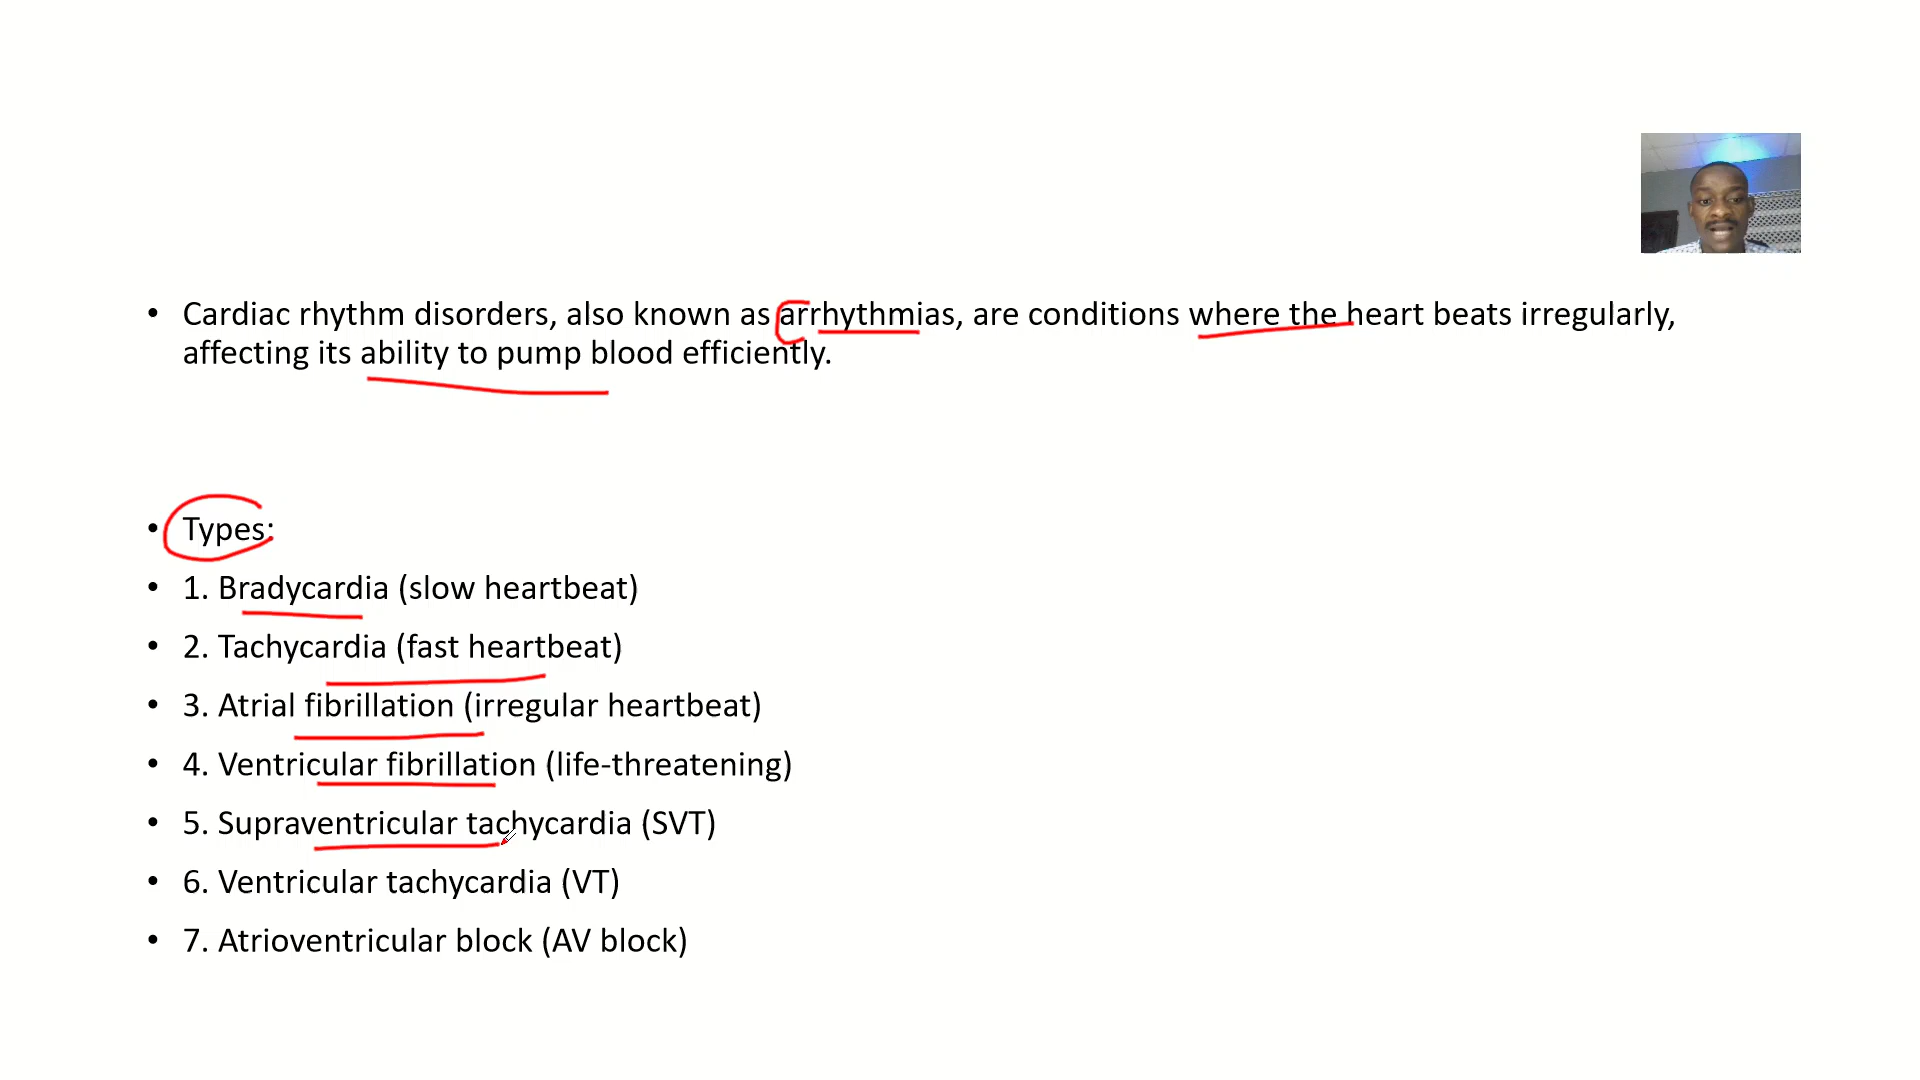 • Cardiac rhythm disorders, also known as arrhythmias, are conditions where the heart beats irregularly,
affecting its ability to pump blood efficiently.
• Types:
• 1. Bradycardia (slow heartbeat)
• 2. Tachycardia (fast heartbeat)
• 3. Atrial fibrillation (irregular heartbeat)
• 4. Ventricular fibrillation (life-threatening)
• 5. Supraventricular tachycardia (SVT)
• 6. Ventricular tachycardia (VT)
• 7. Atrioventricular block (AV block)